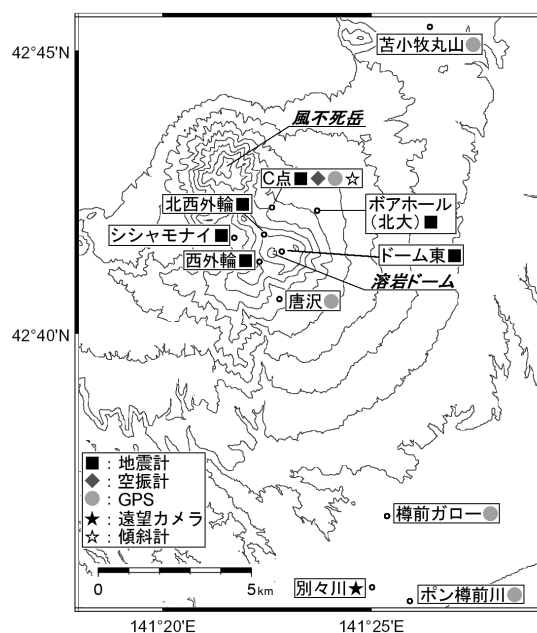 42°45'N
苫小牧丸山
風不死岳
C点
北西外輪
ボアホール
（北大）
シシャモナイ
ドーム東
西外輪
溶岩ドーム
唐沢
42°40'N
■ : 地震計
◆ : 空振計
● : GPS
★ : 遠望カメラ
☆ : 傾斜計
樽前ガロー
0 5km
別々川
ポン樽前川
141°20'E 141°25'E